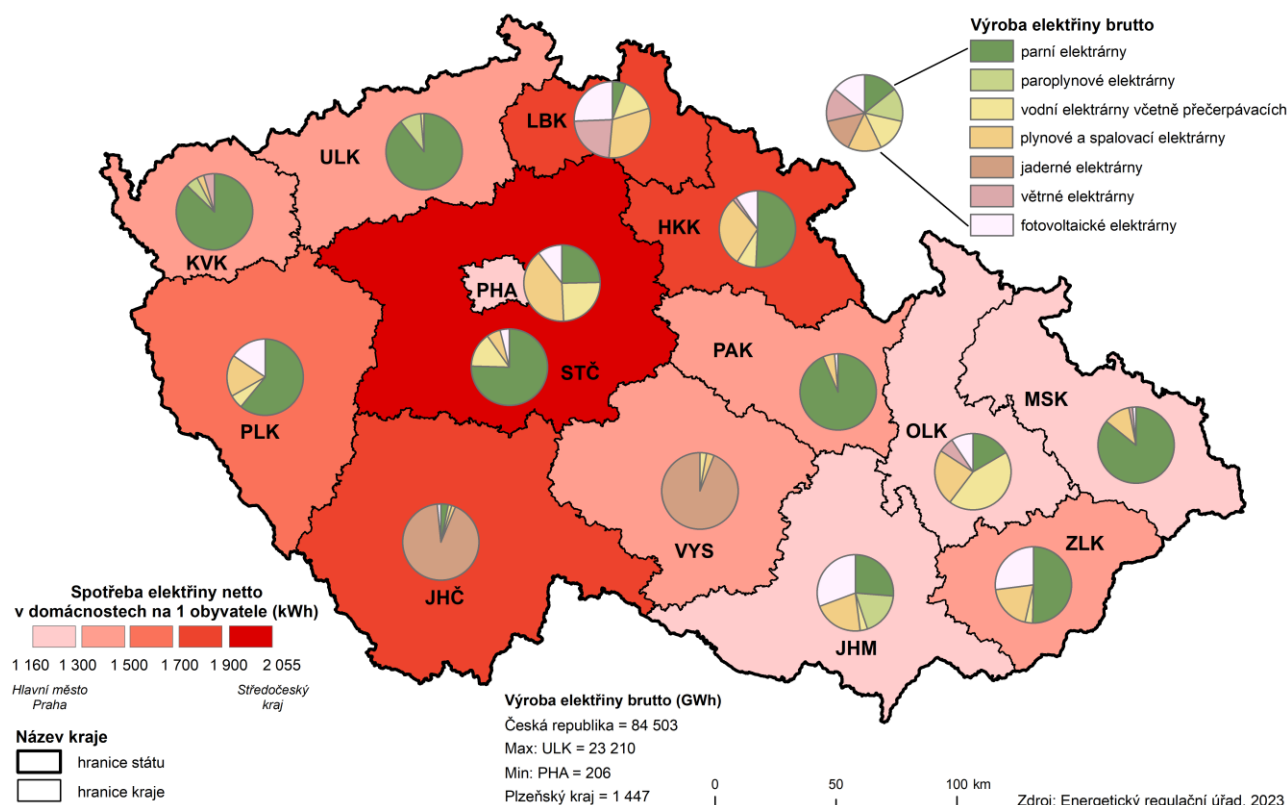 Výroba elektřiny brutto
parní elektrárny
paroplynové elektrárny
vodní elektrárny včetně přečerpávacích
plynové a spalovací elektrárny
jaderné elektrárny
větrné elektrárny
fotovoltaické elektrárny
LBK
ULK
HKK
KVK
PHA
PAK
STČ
MSK
PLK
OLK
VYS
ZLK
JHČ
JHM
Spotřeba elektřiny netto
v domácnostech na 1 obyvatele (kWh)
1 160 1 300 1 500 1 700 1 900 2 055
Hlavní město Středočeský
Praha kraj
Název kraje
hranice státu
hranice kraje
Výroba elektřiny brutto (GWh)
Česká republika = 84 503
Max: ULK = 23 210
Min: PHA = 206
Plzeňský kraj = 1 447
0 50 100 km
Zdroj: Energetický regulační úřad, 2023